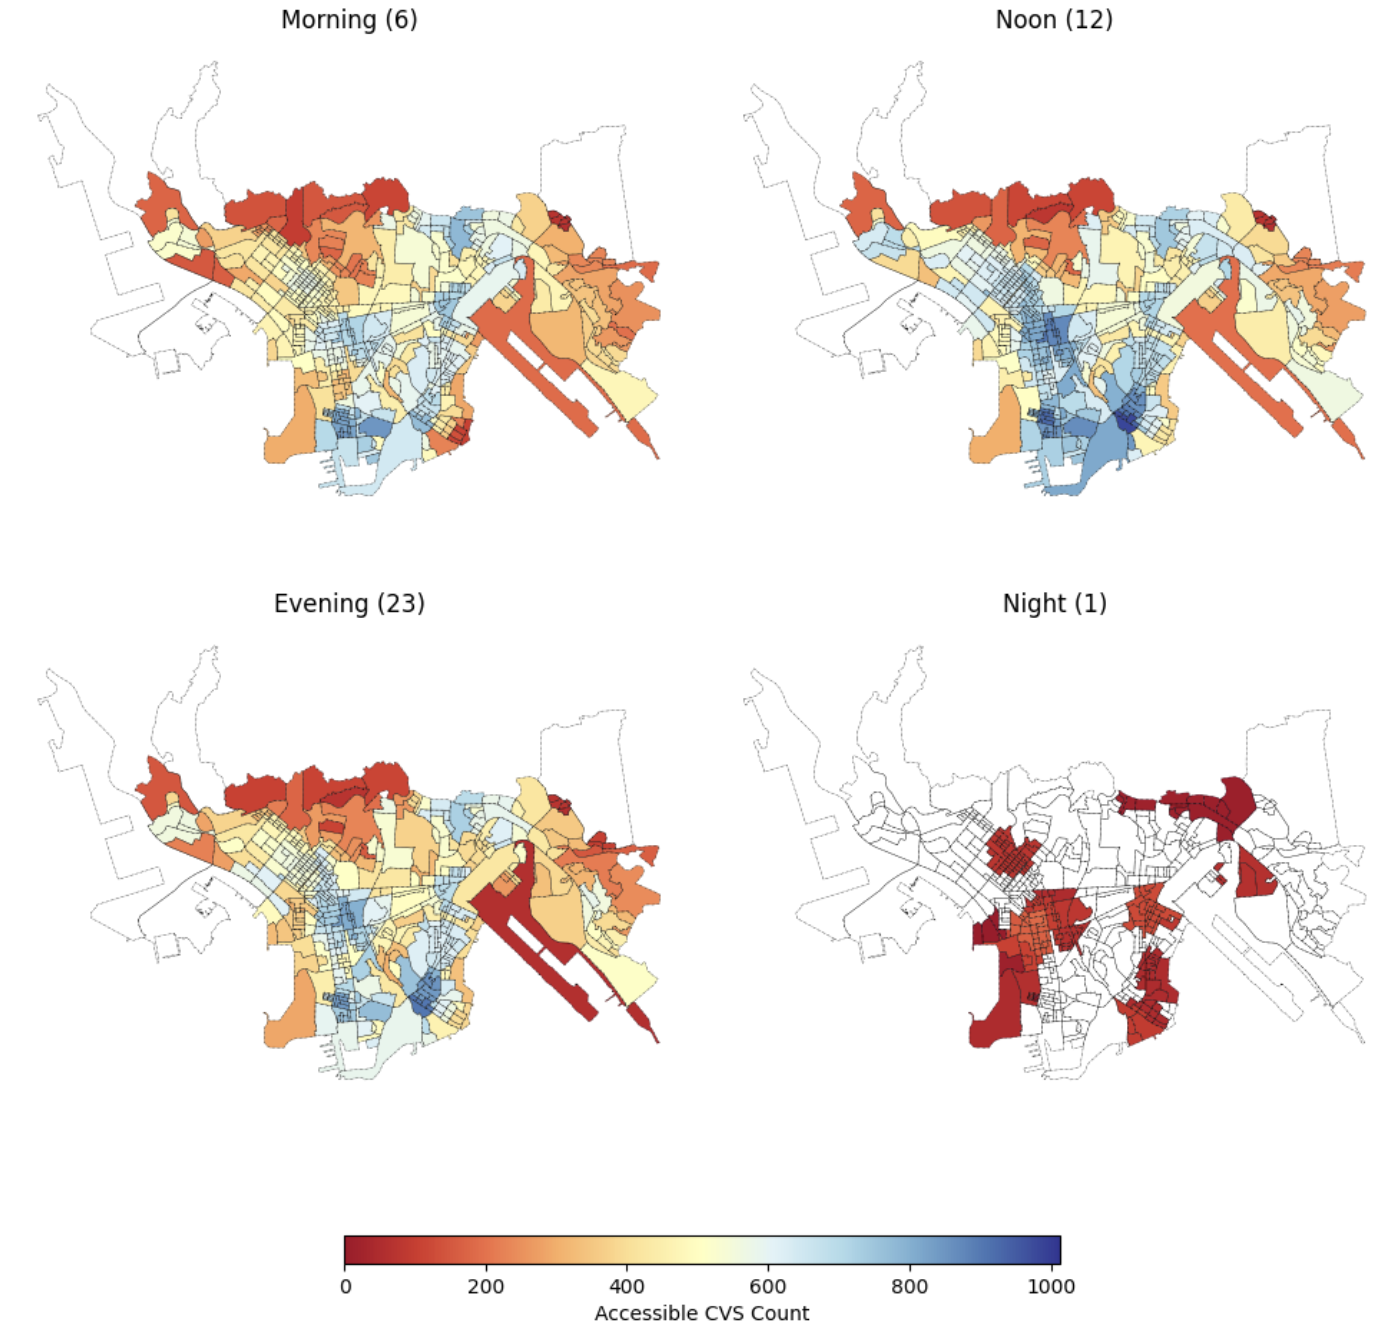 Morning (6)
Noon (12)
Evening (23)
Night (1)
0 200 400 600 800 1000
Accessible CVS Count